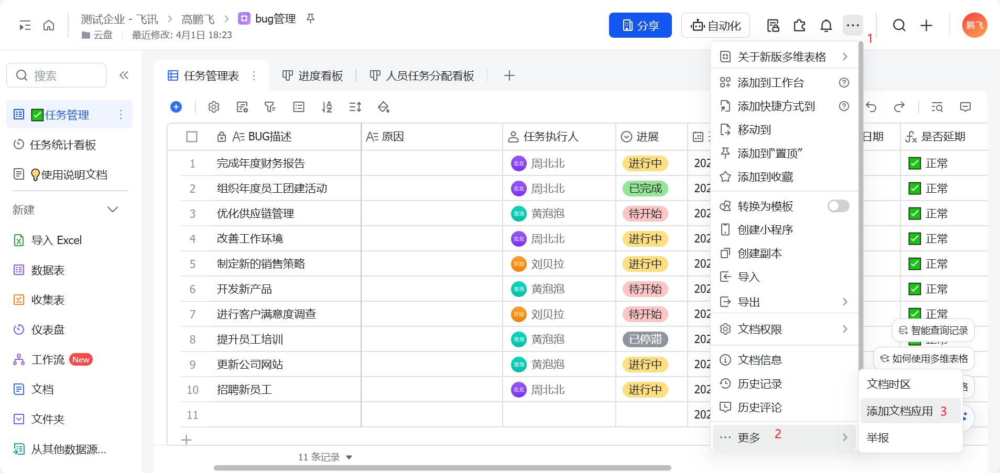 测试企业 - 飞讯 > 高鹏飞 > bug管理
云盘 最近修改: 4月1日 18:23
分享 自动化 1 鹏飞
搜索
任务管理
任务统计看板
使用说明文档
新建
导入 Excel
数据表
收集表
仪表盘
工作流 New
文档
文件夹
从其他数据源...
任务管理表 进度看板 人员任务分配看板
BUG描述 原因 任务执行人 进展 日期 是否延期
1 完成年度财务报告 北北 周北北 进行中 202 正常
2 组织年度员工团建活动 北北 周北北 已完成 202 正常
3 优化供应链管理 泡泡 黄泡泡 待开始 202 正常
4 改善工作环境 北北 周北北 进行中 202 正常
5 制定新的销售策略 贝拉 刘贝拉 进行中 202 正常
6 开发新产品 泡泡 黄泡泡 待开始 202 正常
7 进行客户满意度调查 贝拉 刘贝拉 待开始 202 正常
8 提升员工培训 泡泡 黄泡泡 已停滞 202 正常
9 更新公司网站 泡泡 黄泡泡 进行中 202
10 招聘新员工 北北 周北北 进行中 202
11 202
11 条记录
关于新版多维表格
添加到工作台
添加快捷方式到
移动到
添加到“置顶”
添加到收藏
转换为模板
创建小程序
创建副本
导入
导出
文档权限
文档信息
历史记录
历史评论
更多 2
智能查询记录
如何使用多维表格
格
文档时区
添加文档应用 3
举报